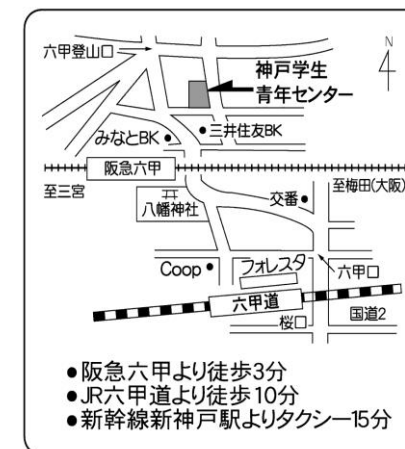 六甲登山口
N
神戸学生
青年センター
みなとBK
三井住友BK
阪急六甲
至三宮
至梅田(大阪)
八幡神社
交番
Coop
フォレスタ
六甲口
六甲道
桜口
国道2
●阪急六甲より徒歩3分
●JR六甲道より徒歩10分
●新幹線新神戸駅よりタクシー15分